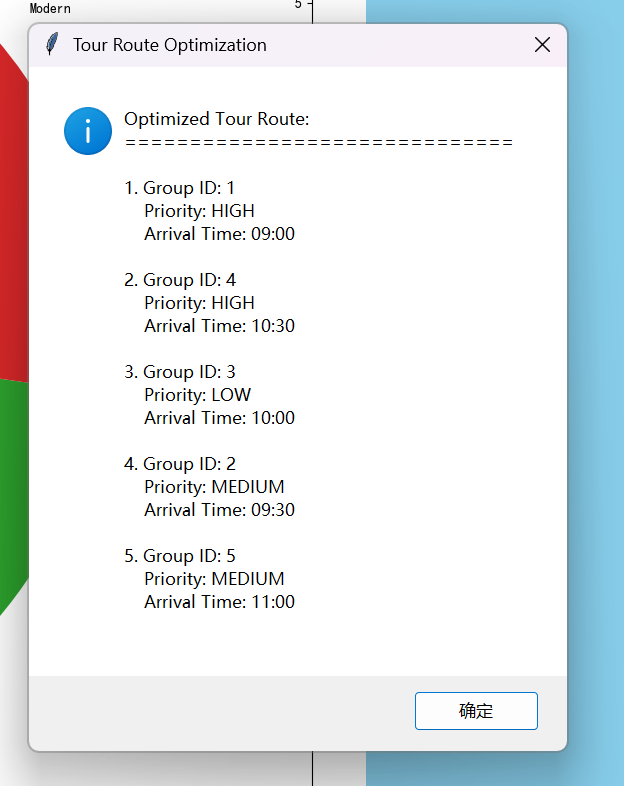 Modern
5
Tour Route Optimization
Optimized Tour Route:
==============================
1. Group ID: 1
Priority: HIGH
Arrival Time: 09:00
2. Group ID: 4
Priority: HIGH
Arrival Time: 10:30
3. Group ID: 3
Priority: LOW
Arrival Time: 10:00
4. Group ID: 2
Priority: MEDIUM
Arrival Time: 09:30
5. Group ID: 5
Priority: MEDIUM
Arrival Time: 11:00
确定